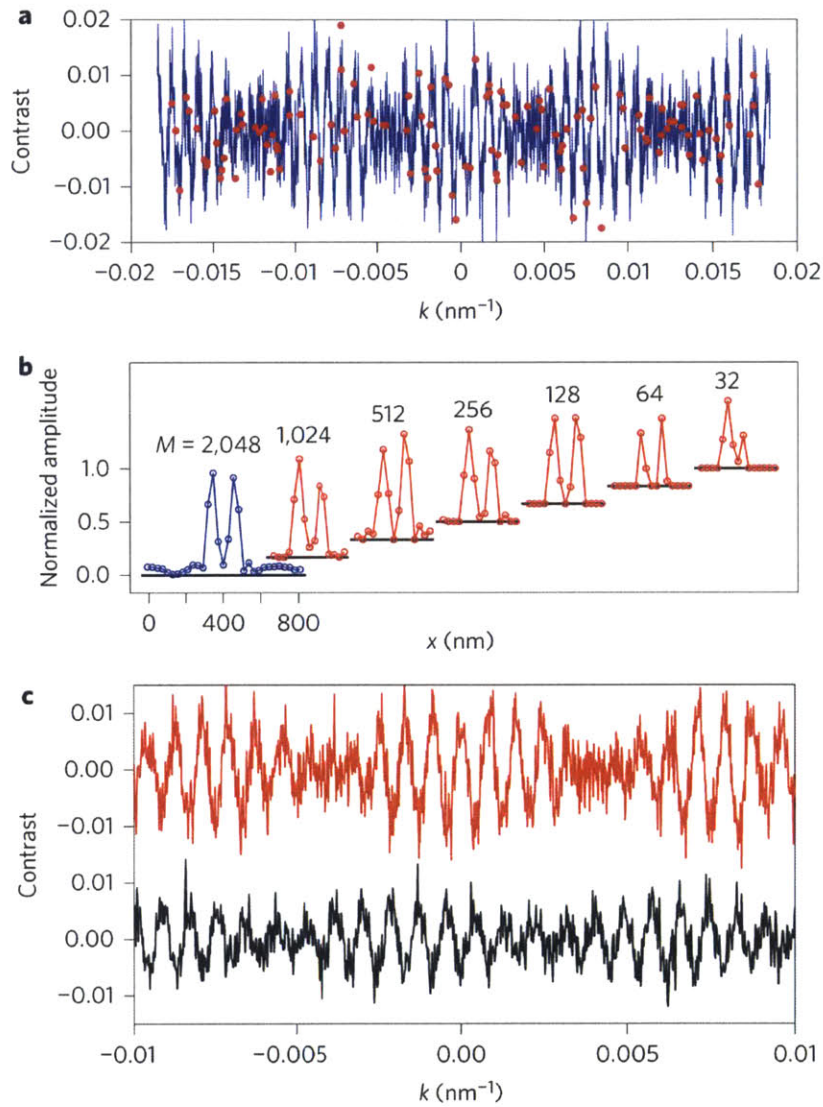 a
0.02
0.01
0.00
−0.01
−0.02
Contrast
−0.02 −0.015 −0.01 −0.005 0 0.005 0.01 0.015 0.02
k (nm⁻¹)
b
M = 2,048 1,024 512 256 128 64 32
1.0
0.5
0.0
Normalized amplitude
0 400 800
x (nm)
c
0.01
0.00
−0.01
0.01
0.00
−0.01
Contrast
−0.01 −0.005 0.00 0.005 0.01
k (nm⁻¹)